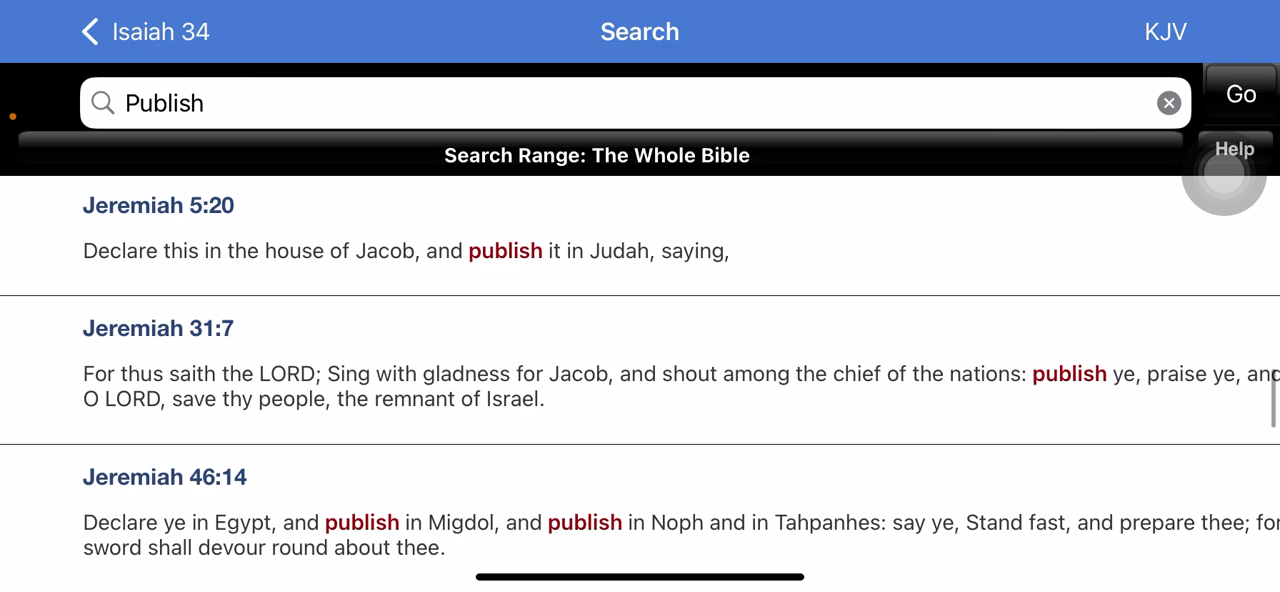 Isaiah 34
Search
KJV
Publish
Go
Search Range: The Whole Bible
Help
Jeremiah 5:20
Declare this in the house of Jacob, and publish it in Judah, saying,
Jeremiah 31:7
For thus saith the LORD; Sing with gladness for Jacob, and shout among the chief of the nations: publish ye, praise ye, and
O LORD, save thy people, the remnant of Israel.
Jeremiah 46:14
Declare ye in Egypt, and publish in Migdol, and publish in Noph and in Tahpanhes: say ye, Stand fast, and prepare thee; for
sword shall devour round about thee.